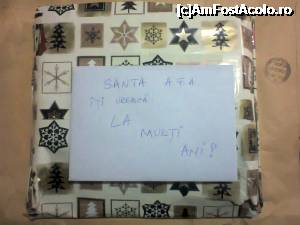 (c)AmFostAcolo.ro
SANTA A.F.A.
ÎȚI UREAZĂ
LA
MULȚI
ANI!